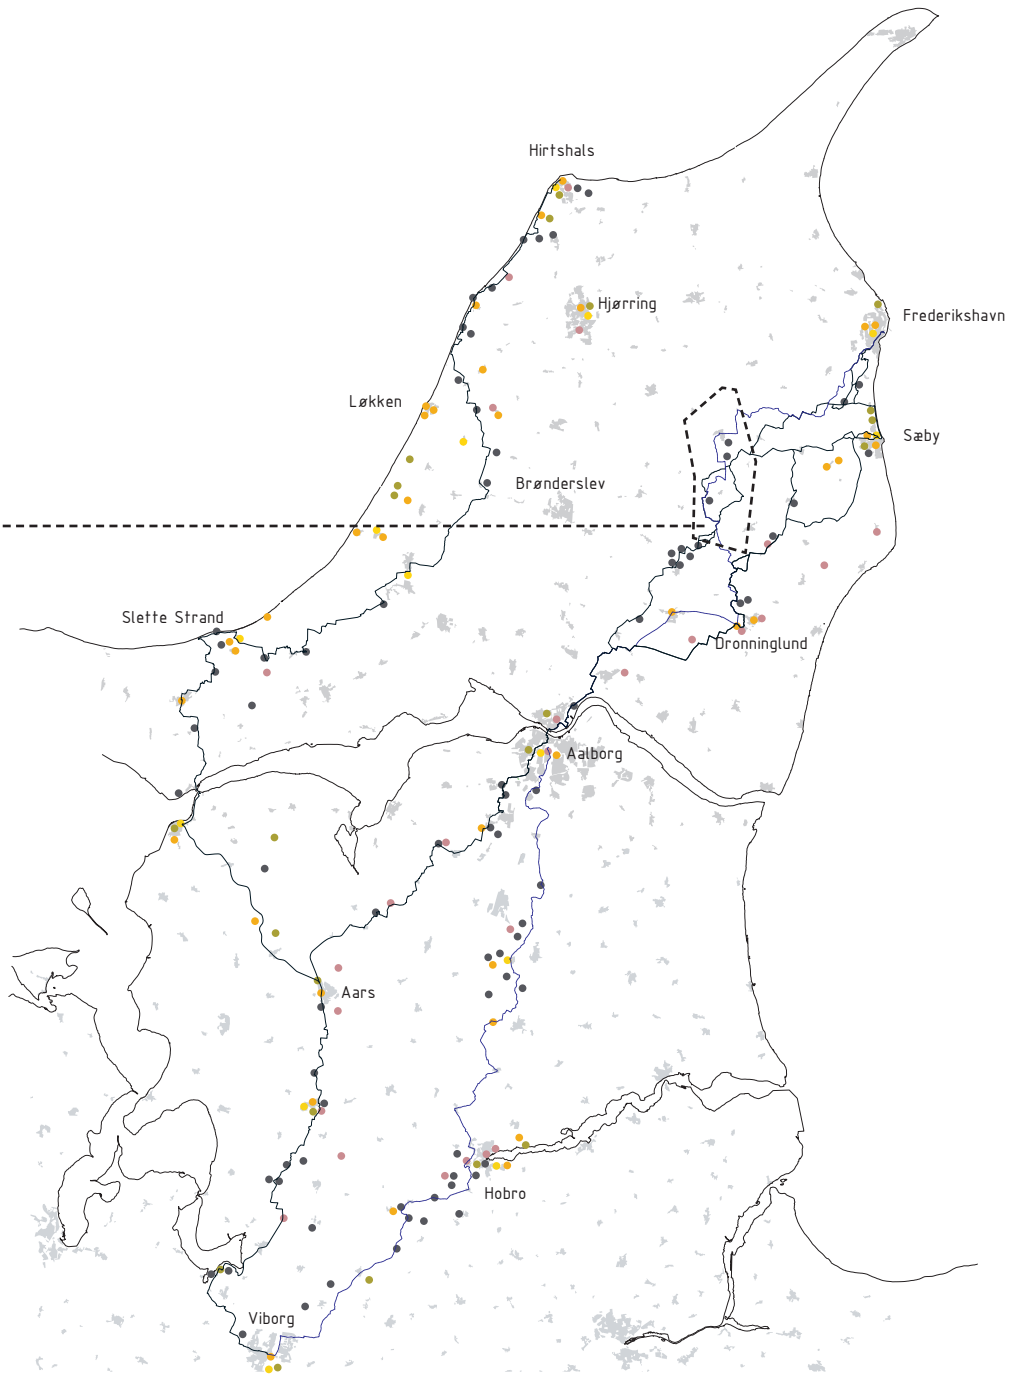 Hirtshals
Hjørring
Frederikshavn
Løkken
Sæby
Brønderslev
Slette Strand
Dronninglund
Aalborg
Aars
Hobro
Viborg